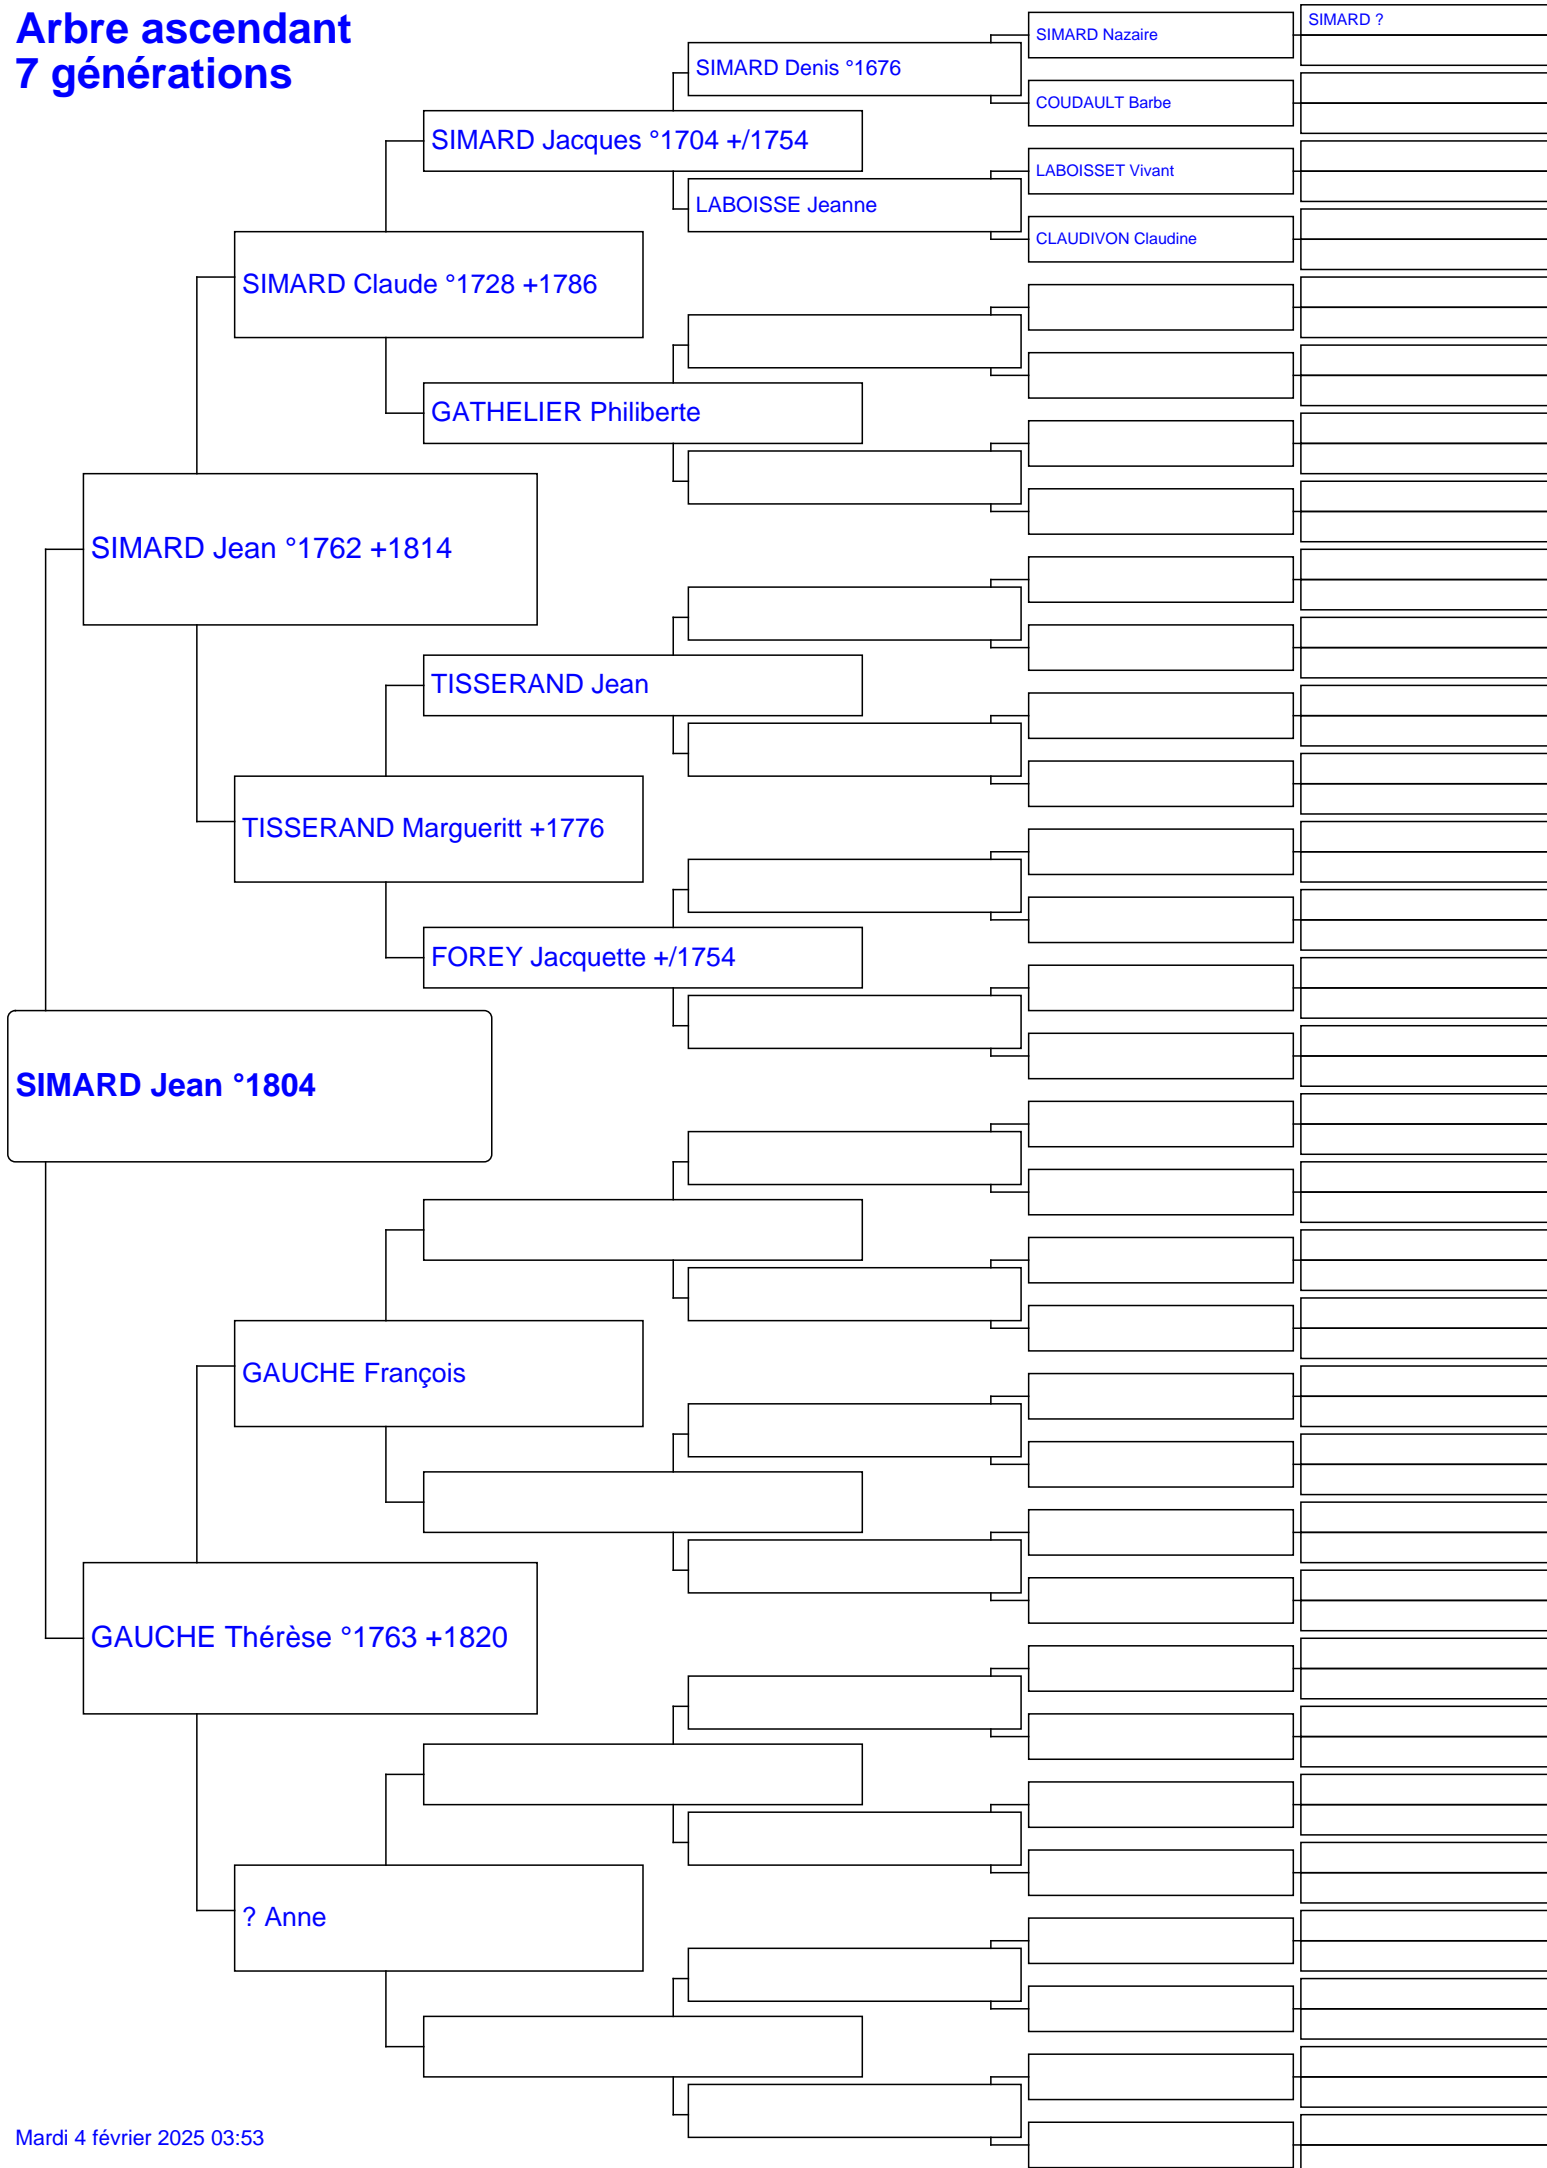 Arbre ascendant
7 générations
SIMARD Nazaire
SIMARD ?
SIMARD Denis °1676
COUDAULT Barbe
SIMARD Jacques °1704 +/1754
LABOISSET Vivant
LABOISSE Jeanne
CLAUDIVON Claudine
SIMARD Claude °1728 +1786
GATHELIER Philiberte
SIMARD Jean °1762 +1814
TISSERAND Jean
TISSERAND Margueritt +1776
FOREY Jacquette +/1754
SIMARD Jean °1804
GAUCHE François
GAUCHE Thérèse °1763 +1820
? Anne
Mardi 4 février 2025 03:53